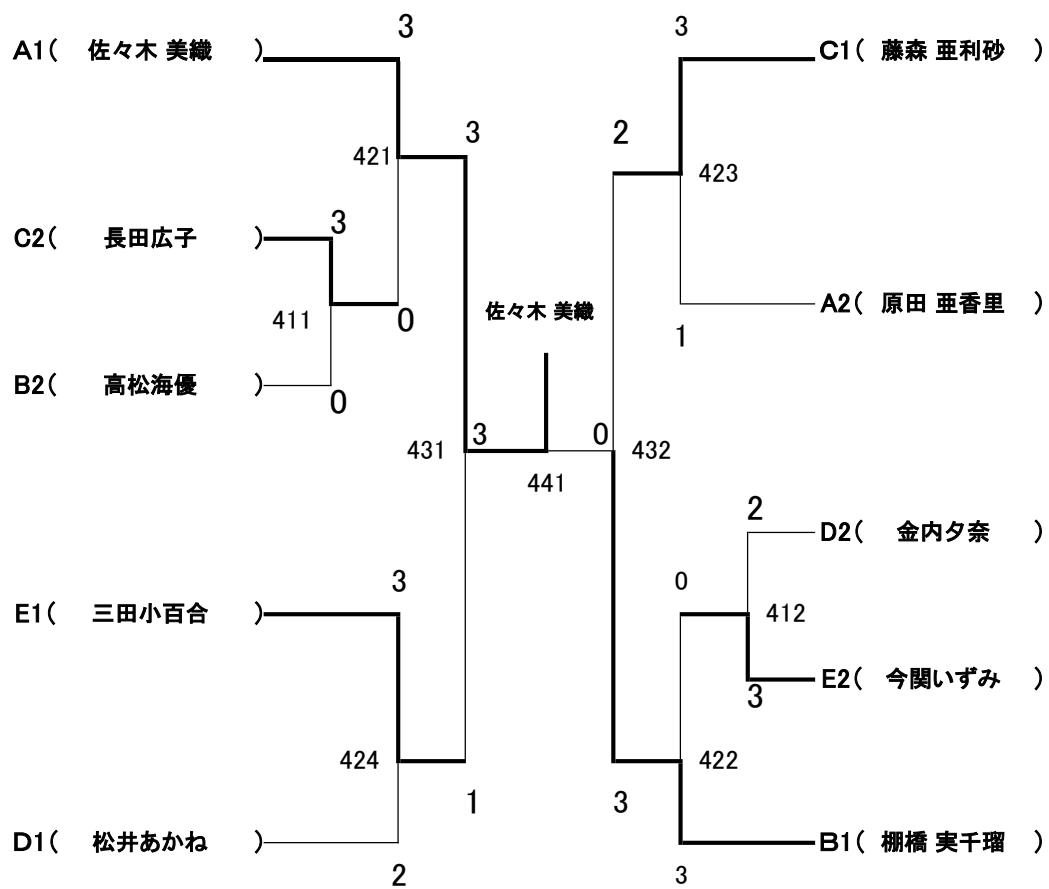 3
3
A1( 佐々木 美織 )
C1( 藤森 亜利砂 )
3
2
421
423
3
C2( 長田広子 )
411
0
佐々木 美織
A2( 原田 亜香里 )
1
B2( 高松海優 )
0
431
3
0
432
441
2
D2( 金内夕奈 )
3
0
E1( 三田小百合 )
412
E2( 今関いずみ )
3
424
422
1
3
D1( 松井あかね )
B1( 棚橋 実千瑠 )
2
3